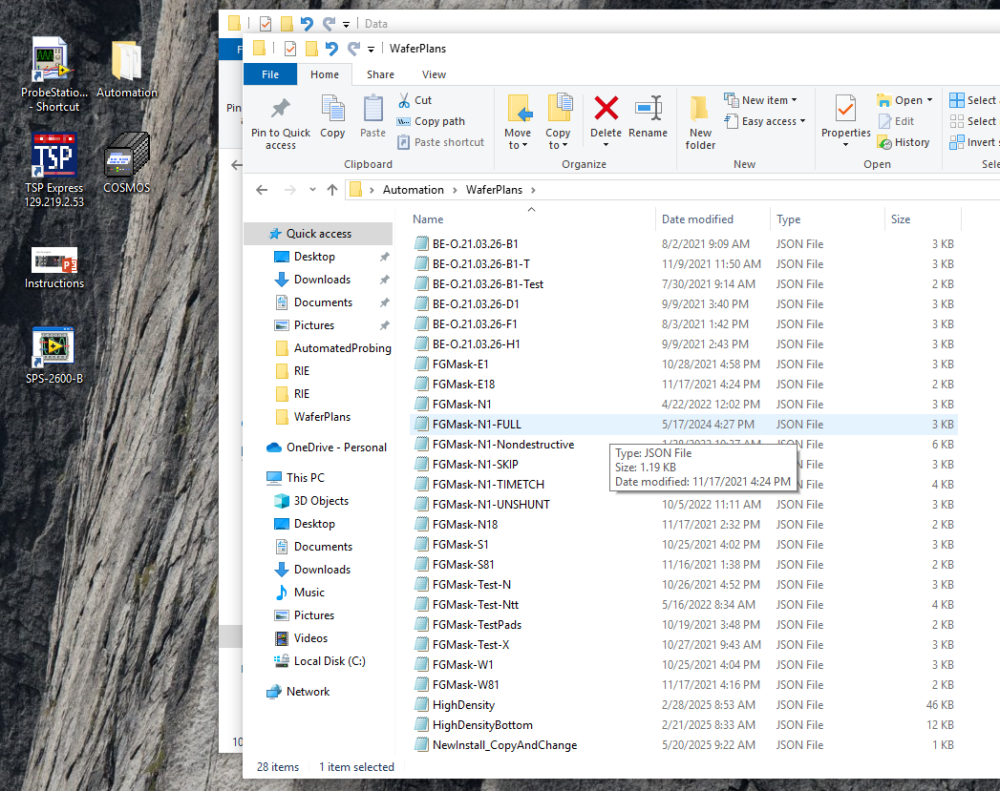 ProbeStatio...
- Shortcut
Automation
TSP
TSP Express
129.219.2.53
COSMOS
Instructions
SPS-2600-B
Data
WaferPlans
File
Home
Share
View
Pin to Quick
access
Copy
Paste
Cut
Copy path
Paste shortcut
Clipboard
Move
to
Copy
to
Delete
Rename
Organize
New
folder
New item
Easy access
New
Properties
Open
Edit
History
Open
Select
Select
Invert
Sele
Automation > WaferPlans >
Name Date modified Type Size
Quick access
Desktop
Downloads
Documents
Pictures
AutomatedProbing
RIE
RIE
WaferPlans
OneDrive - Personal
This PC
3D Objects
Desktop
Documents
Downloads
Music
Pictures
Videos
Local Disk (C:)
Network
BE-O.21.03.26-B1 8/2/2021 9:09 AM JSON File 3 KB
BE-O.21.03.26-B1-T 11/9/2021 11:50 AM JSON File 3 KB
BE-O.21.03.26-B1-Test 7/30/2021 9:14 AM JSON File 2 KB
BE-O.21.03.26-D1 9/9/2021 3:40 PM JSON File 3 KB
BE-O.21.03.26-F1 8/3/2021 1:42 PM JSON File 3 KB
BE-O.21.03.26-H1 9/9/2021 2:43 PM JSON File 3 KB
FGMask-E1 10/28/2021 4:58 PM JSON File 3 KB
FGMask-E18 11/17/2021 4:24 PM JSON File 2 KB
FGMask-N1 4/22/2022 12:02 PM JSON File 3 KB
FGMask-N1-FULL 5/17/2024 4:27 PM JSON File 3 KB
FGMask-N1-Nondestructive JSON File 6 KB
FGMask-N1-SKIP 3 KB
FGMask-N1-TIMETCH 4 KB
Type: JSON File
Size: 1.19 KB
Date modified: 11/17/2021 4:24 PM
FGMask-N1-UNSHUNT 10/5/2022 11:11 AM JSON File 3 KB
FGMask-N18 11/17/2021 2:32 PM JSON File 2 KB
FGMask-S1 10/25/2021 4:02 PM JSON File 3 KB
FGMask-S81 11/16/2021 1:38 PM JSON File 2 KB
FGMask-Test-N 10/26/2021 4:52 PM JSON File 3 KB
FGMask-Test-Ntt 5/16/2022 8:34 AM JSON File 4 KB
FGMask-TestPads 10/19/2021 3:48 PM JSON File 2 KB
FGMask-Test-X 10/27/2021 9:43 AM JSON File 3 KB
FGMask-W1 10/25/2021 4:04 PM JSON File 3 KB
FGMask-W81 11/17/2021 4:16 PM JSON File 2 KB
HighDensity 2/28/2025 8:53 AM JSON File 46 KB
HighDensityBottom 2/21/2025 8:33 AM JSON File 12 KB
NewInstall_CopyAndChange 5/20/2025 9:22 AM JSON File 1 KB
28 items 1 item selected